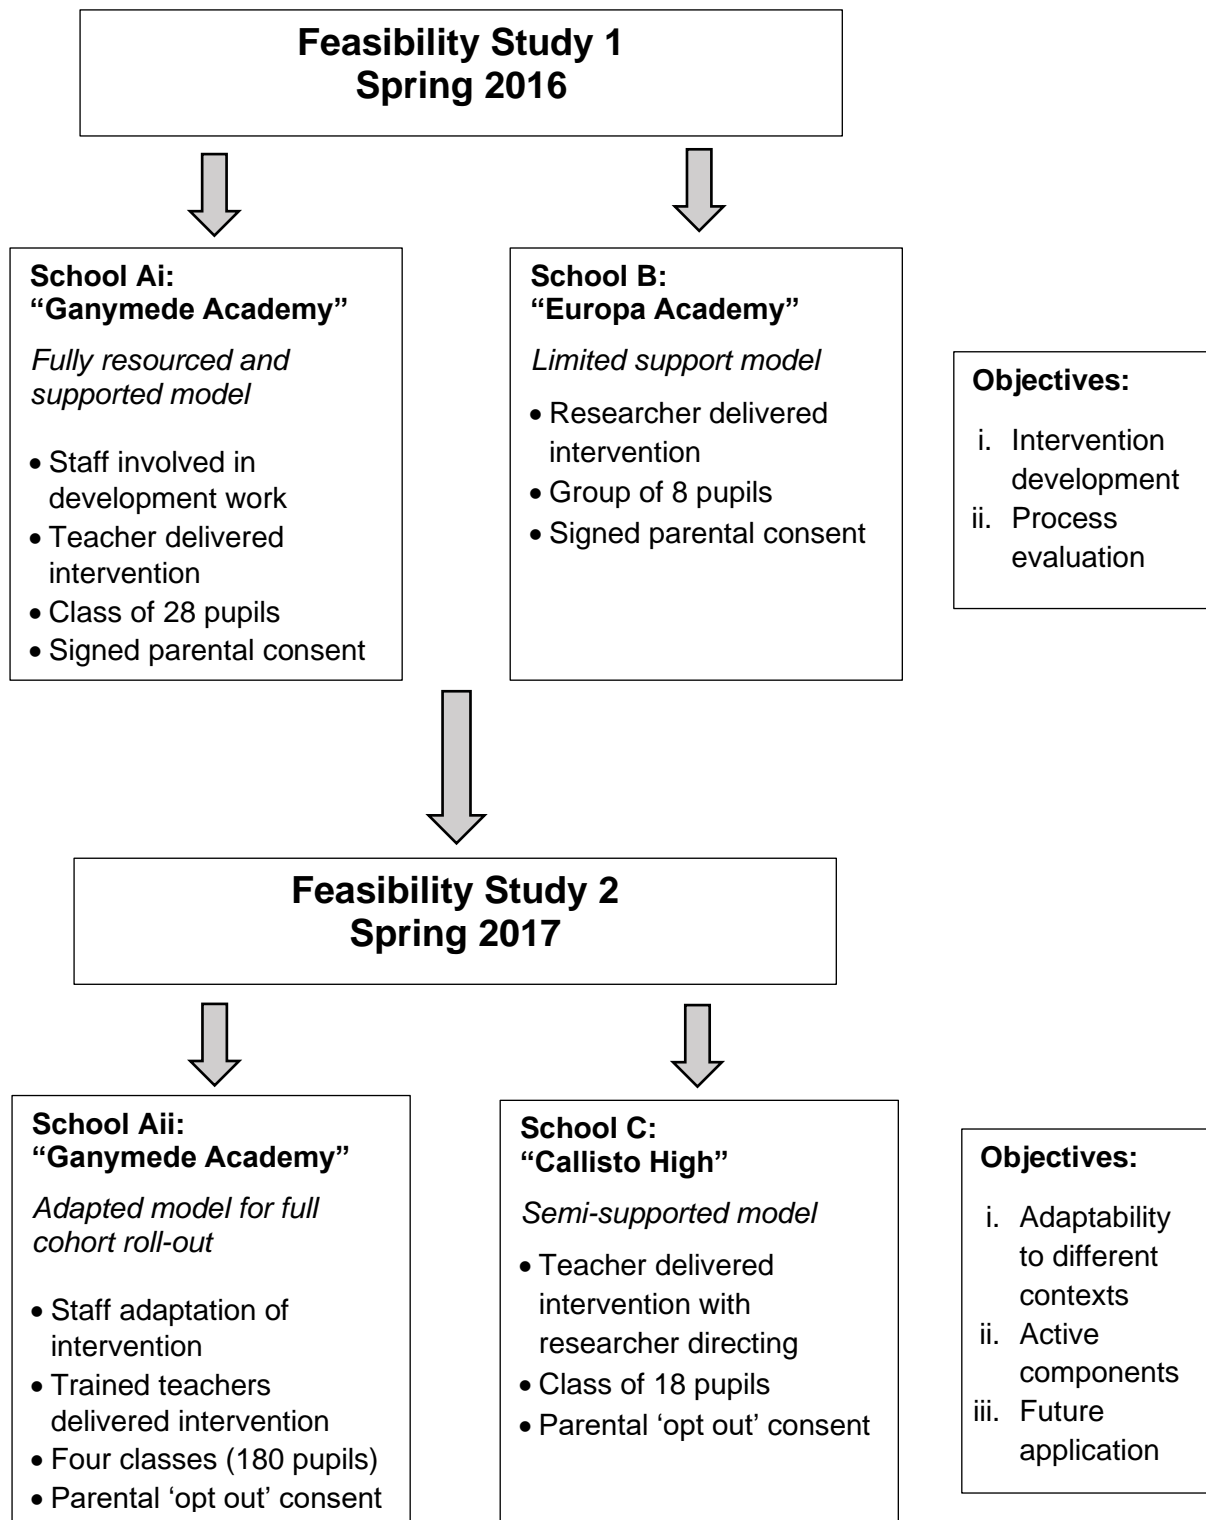 Feasibility Study 1
Spring 2016
School Ai:
“Ganymede Academy”
Fully resourced and
supported model
• Staff involved in
development work
• Teacher delivered
intervention
• Class of 28 pupils
• Signed parental consent
School B:
“Europa Academy”
Limited support model
• Researcher delivered
intervention
• Group of 8 pupils
• Signed parental consent
Objectives:
i. Intervention
development
ii. Process
evaluation
Feasibility Study 2
Spring 2017
School Aii:
“Ganymede Academy”
Adapted model for full
cohort roll-out
• Staff adaptation of
intervention
• Trained teachers
delivered intervention
• Four classes (180 pupils)
• Parental ‘opt out’ consent
School C:
“Callisto High”
Semi-supported model
• Teacher delivered
intervention with
researcher directing
• Class of 18 pupils
• Parental ‘opt out’ consent
Objectives:
i. Adaptability
to different
contexts
ii. Active
components
iii. Future
application